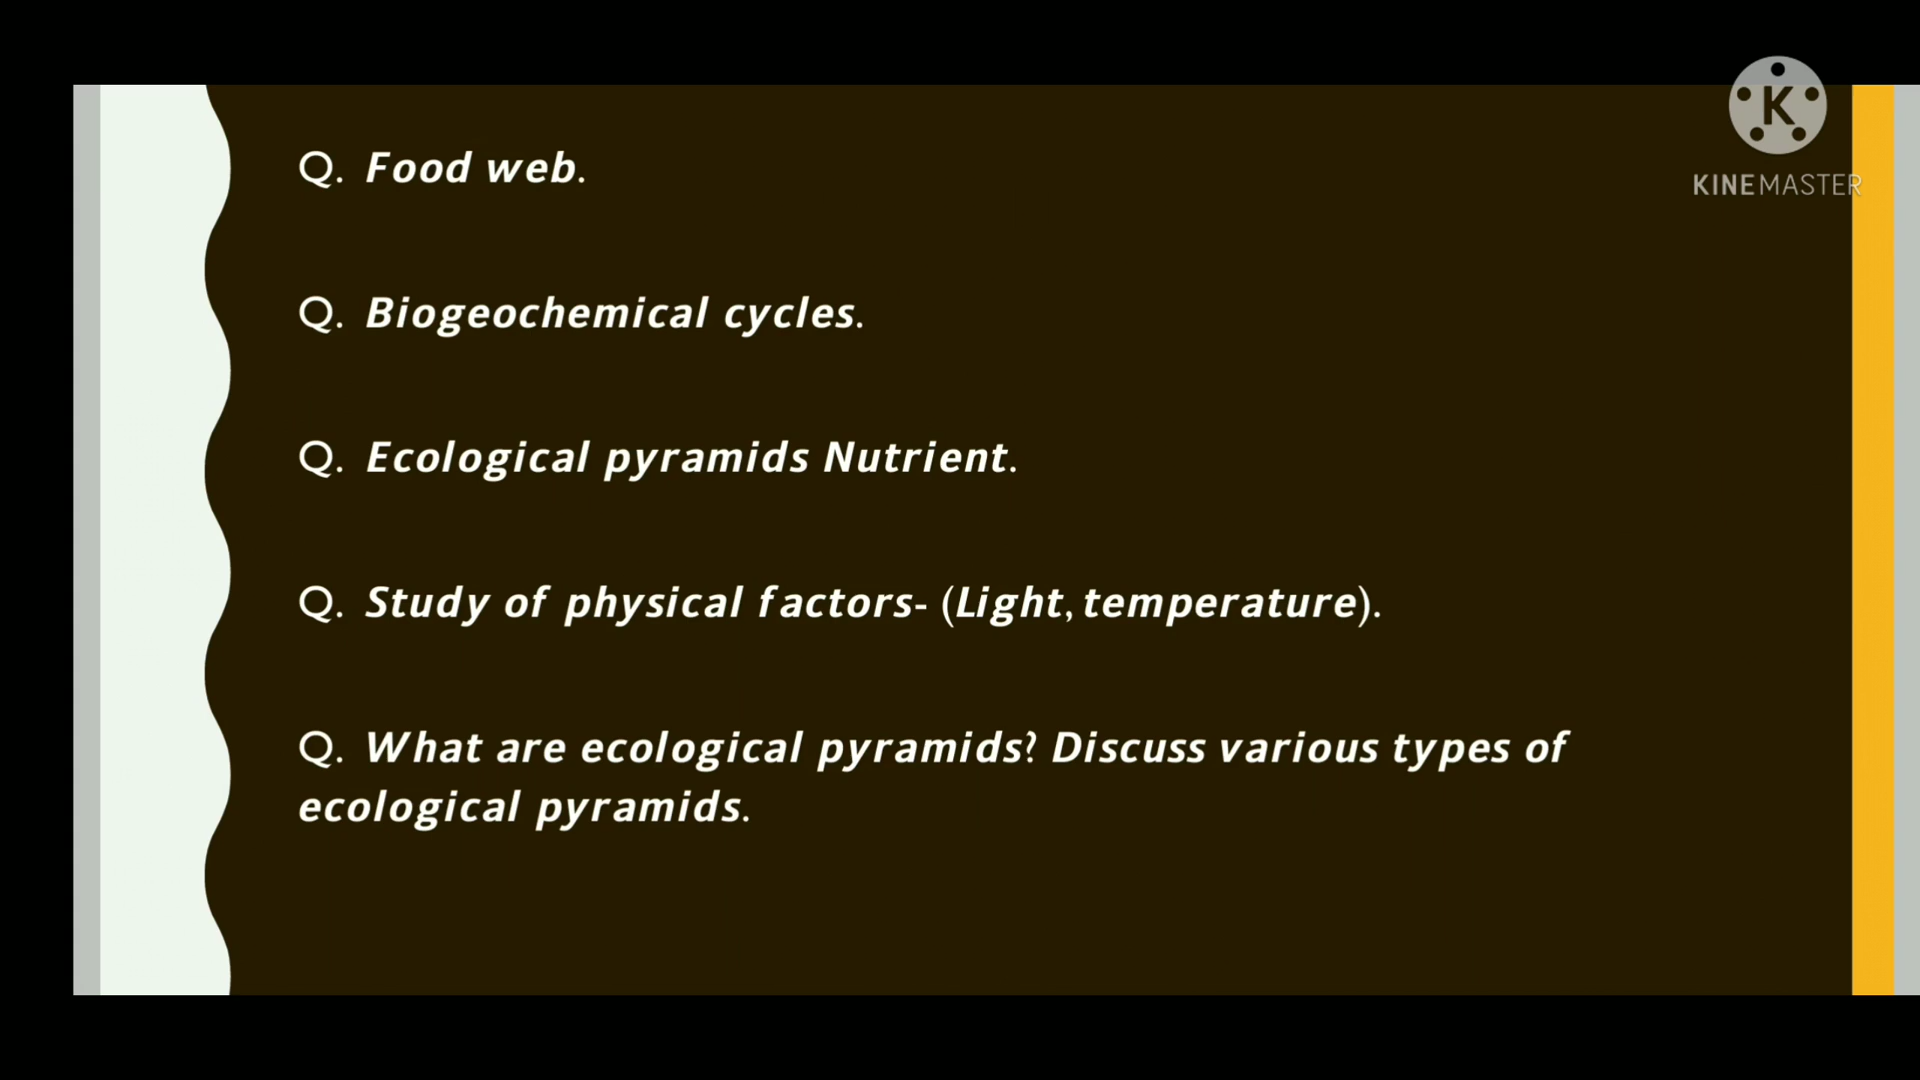 K
KINEMASTER
Q. Food web.
Q. Biogeochemical cycles.
Q. Ecological pyramids Nutrient.
Q. Study of physical factors- (Light, temperature).
Q. What are ecological pyramids? Discuss various types of
ecological pyramids.